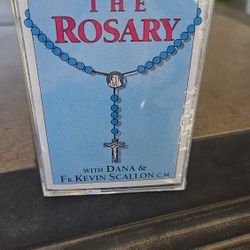 THE
ROSARY
WITH DANA &
FR. KEVIN SCALLON C.M.